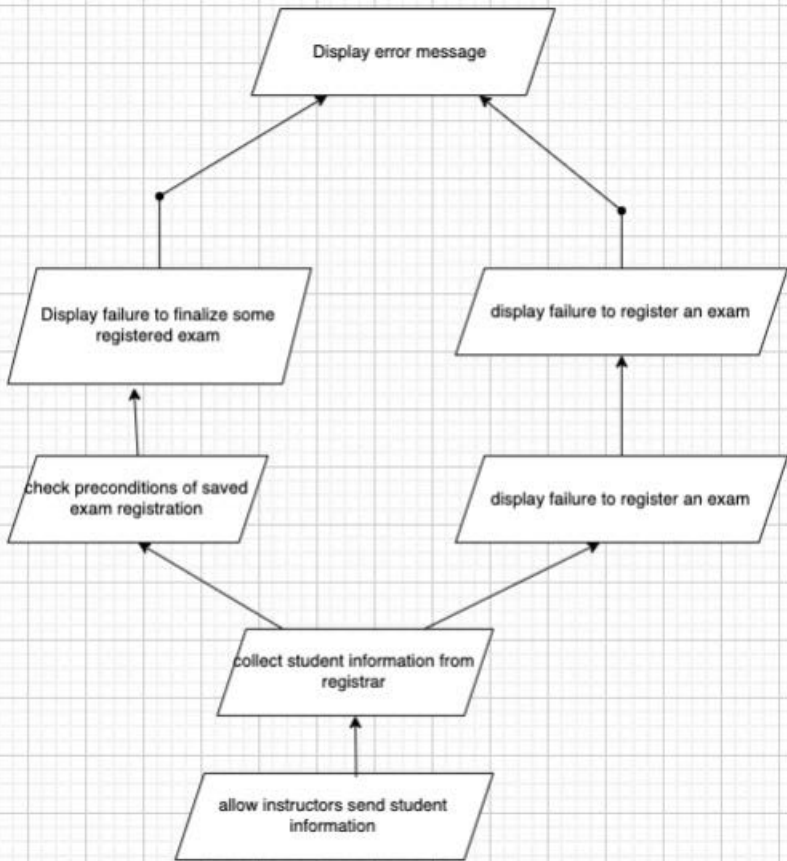 Display error message
Display failure to finalize some
registered exam
display failure to register an exam
check preconditions of saved
exam registration
display failure to register an exam
collect student information from
registrar
allow instructors send student
information